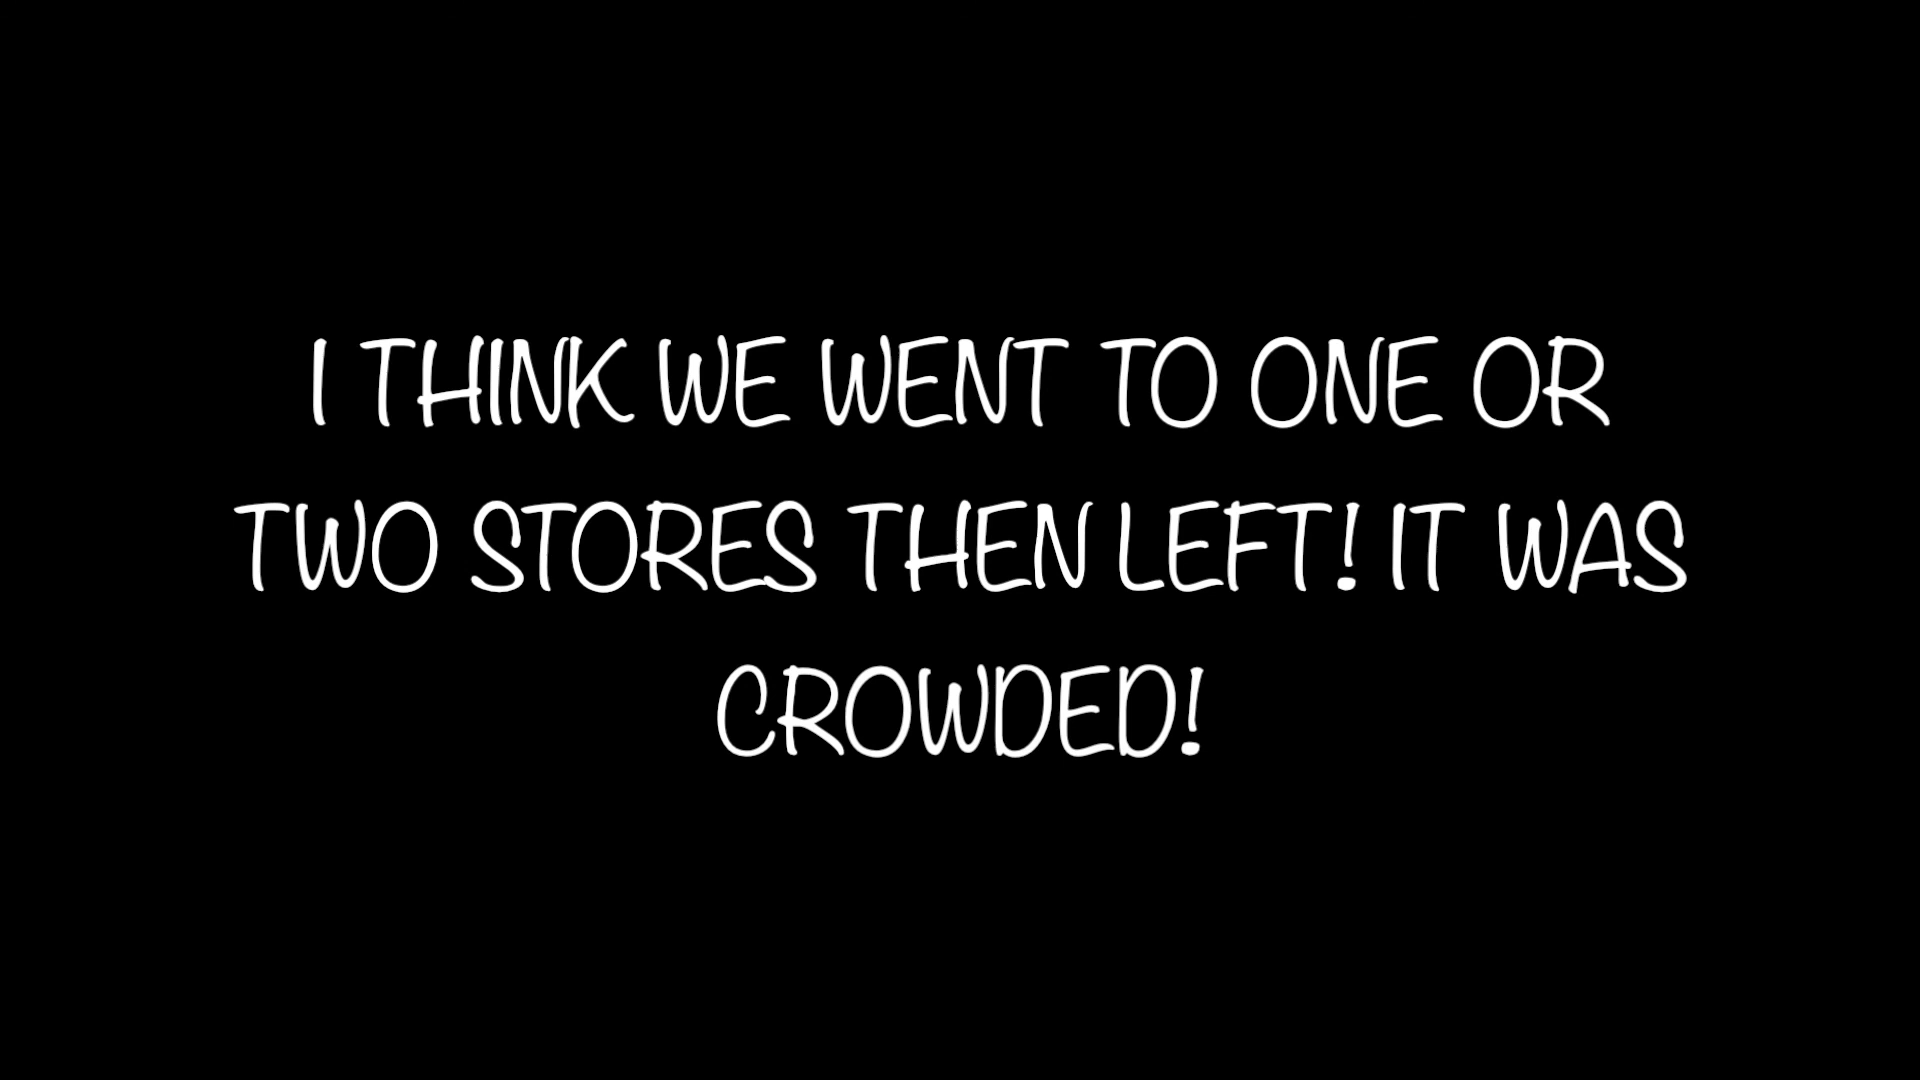 I THINK WE WENT TO ONE OR
TWO STORES THEN LEFT! IT WAS
CROWDED!